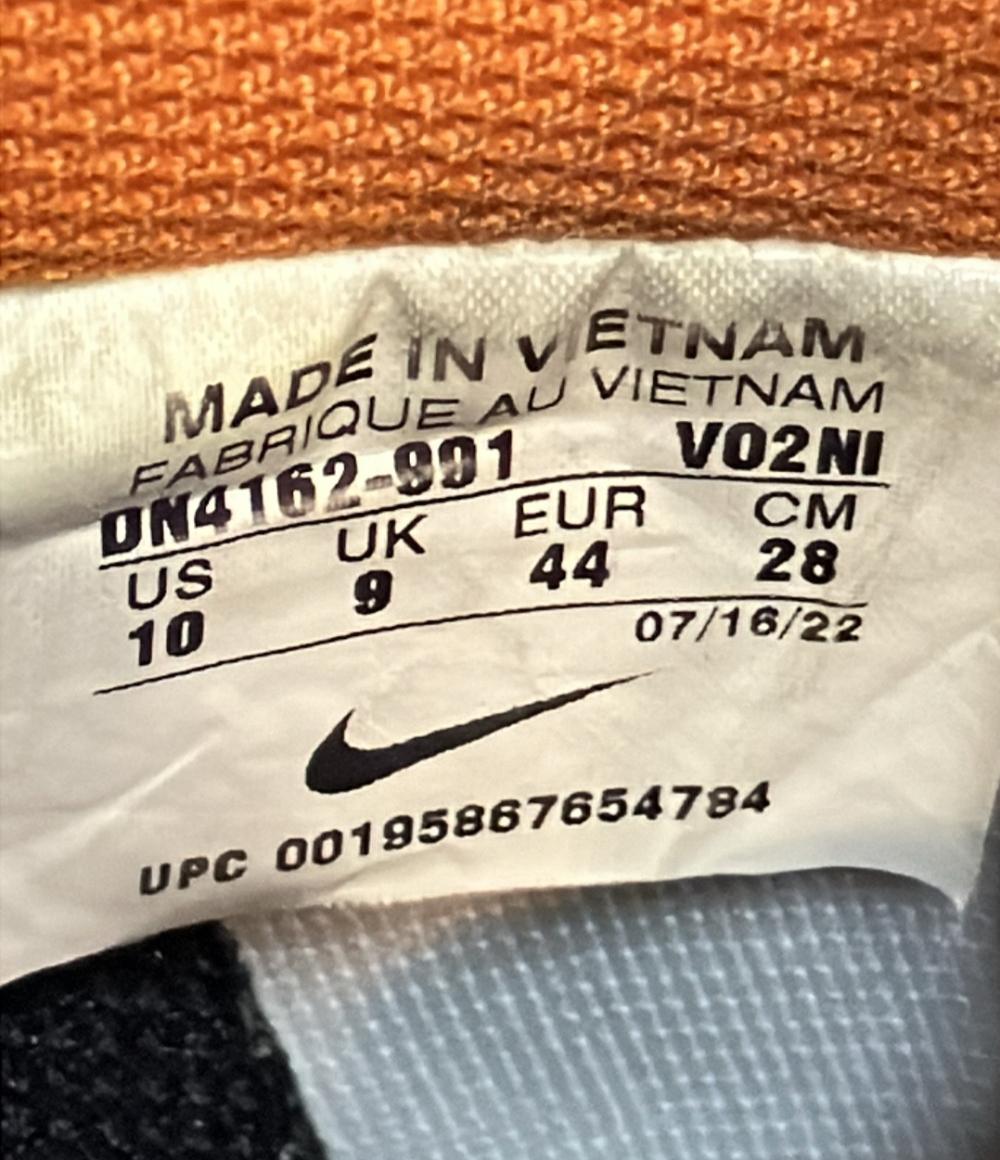 MADE IN VIETNAM
FABRIQUE AU VIETNAM
DN4162-991 VO2NI
US UK EUR CM
10 9 44 28
07/16/22
UPC 00195867654784